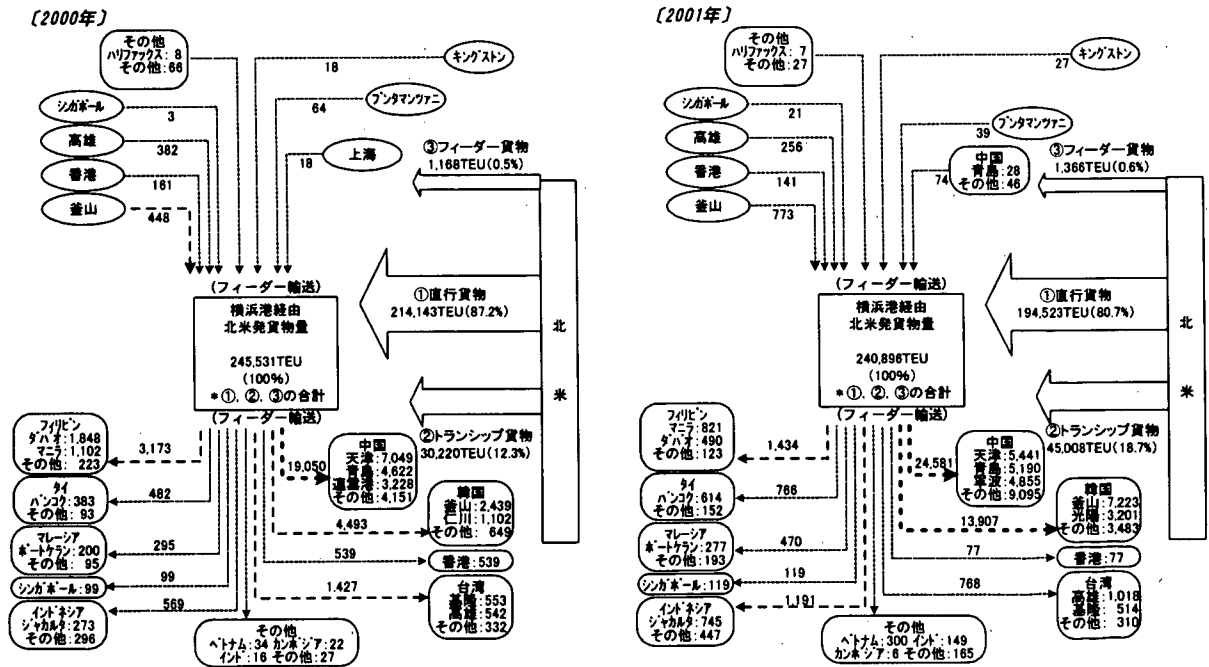 〔2000年〕
その他
ハリファックス: 8
その他:66
キングストン
18
シンガポール
3
プンタマンツァニ
64
高雄
382
上海
18
香港
161
釜山
448
③フィーダー貨物
1,168TEU(0.5%)
(フィーダー輸送)
横浜港経由
北米発貨物量
245,531TEU
(100%)
*①、②、③の合計
(フィーダー輸送)
①直行貨物
214,143TEU(87.2%)
北
米
②トランシップ貨物
30,220TEU(12.3%)
フィリピン
ダバオ:1,848
マニラ:1,102
その他: 223
3,173
タイ
バンコク:383
その他: 93
482
マレーシア
ポートケラン:200
その他: 95
295
シンガポール:99
99
インドネシア
ジャカルタ:273
その他:296
569
中国
天津:7,049
青島:4,622
連雲港:3,228
その他:4,151
19,050
韓国
釜山:2,439
仁川:1,102
その他: 649
4,493
香港:539
539
台湾
基隆:553
高雄:542
その他:332
1,427
その他
ベトナム:34 カンボジア:22
インド:16 その他:27
〔2001年〕
その他
ハリファックス: 7
その他:27
キングストン
27
シンガポール
21
プンタマンツァニ
39
高雄
256
中国
青島:28
その他:46
74
香港
141
釜山
773
③フィーダー貨物
1,366TEU(0.6%)
(フィーダー輸送)
横浜港経由
北米発貨物量
240,896TEU
(100%)
*①、②、③の合計
(フィーダー輸送)
①直行貨物
194,523TEU(80.7%)
北
米
②トランシップ貨物
45,008TEU(18.7%)
フィリピン
マニラ:821
ダバオ:490
その他:123
1,434
タイ
バンコク:614
その他:152
766
マレーシア
ポートケラン:277
その他:193
470
シンガポール:119
119
インドネシア
ジャカルタ:745
その他:447
1,191
中国
天津:5,441
青島:5,190
寧波:4,855
その他:9,095
24,581
韓国
釜山:7,223
光陽:3,201
その他:3,483
13,907
香港:77
77
台湾
高雄:1,018
基隆: 514
その他: 310
768
その他
ベトナム:300 インド:149
カンボジア:6 その他:165